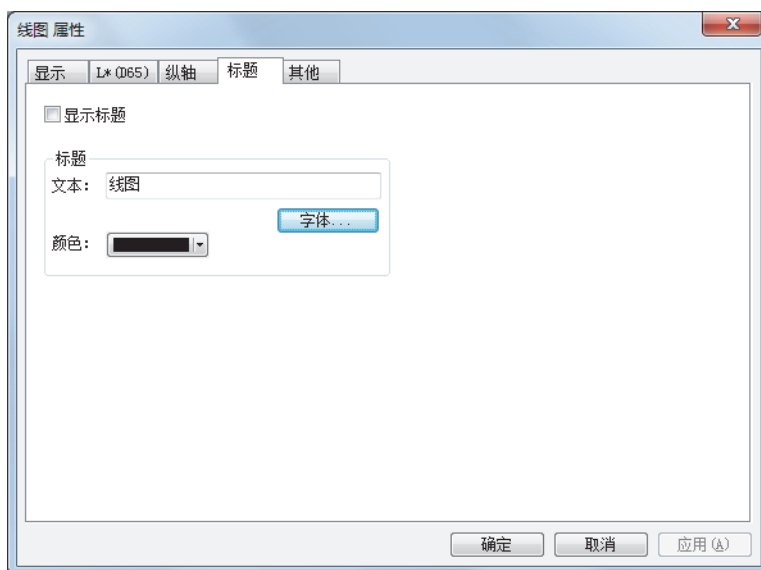 线图 属性
显示 L*(D65) 纵轴 标题 其他
显示标题
标题
文本： 线图
字体...
颜色：
确定 取消 应用(A)